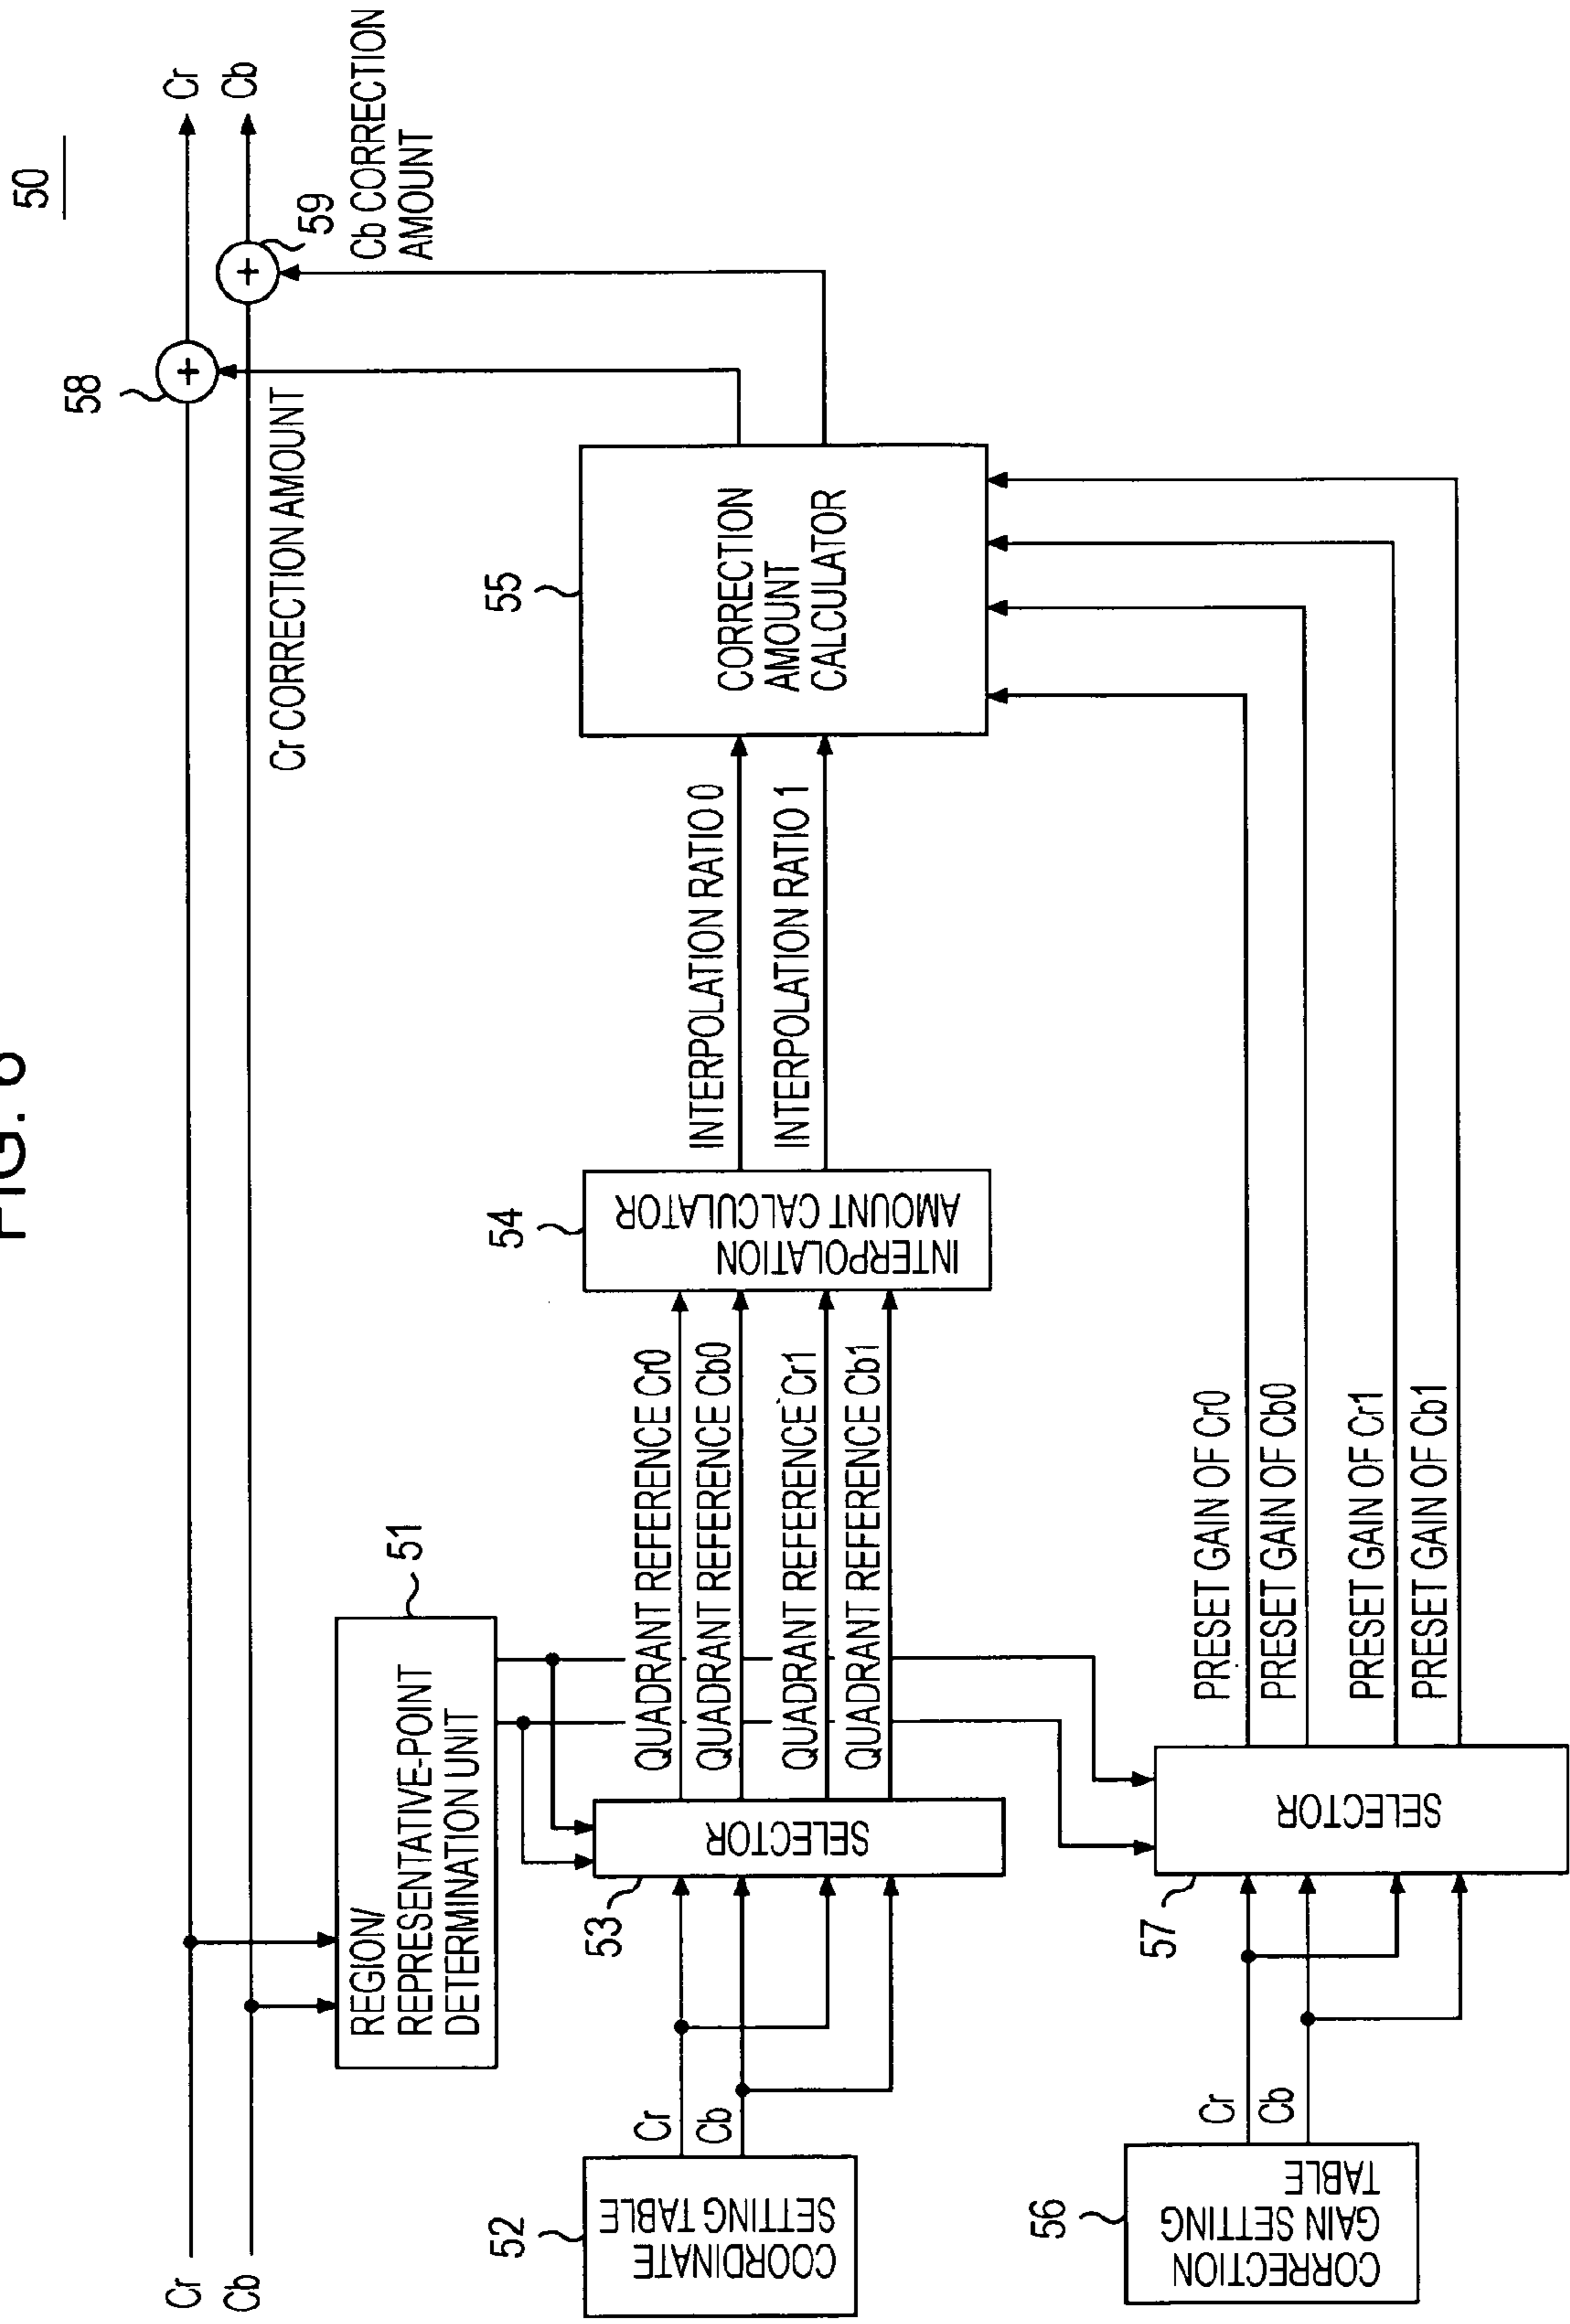 FIG.
50
Cr
Cb
58
Cr
Cb
59
Cr CORRECTION AMOUNT
Cb CORRECTION
AMOUNT
51
REGION/
REPRESENTATIVE-POINT
DETERMINATION UNIT
52
COORDINATE
SETTING TABLE
Cr
Cb
53
SELECTOR
QUADRANT REFERENCE Cr0
QUADRANT REFERENCE Cb0
QUADRANT REFERENCE Cr1
QUADRANT REFERENCE Cb1
54
INTERPOLATION
AMOUNT CALCULATOR
INTERPOLATION RATIO 0
INTERPOLATION RATIO 1
55
CORRECTION
AMOUNT
CALCULATOR
56
CORRECTION
GAIN SETTING
TABLE
Cr
Cb
57
SELECTOR
PRESET GAIN OF Cr0
PRESET GAIN OF Cb0
PRESET GAIN OF Cr1
PRESET GAIN OF Cb1